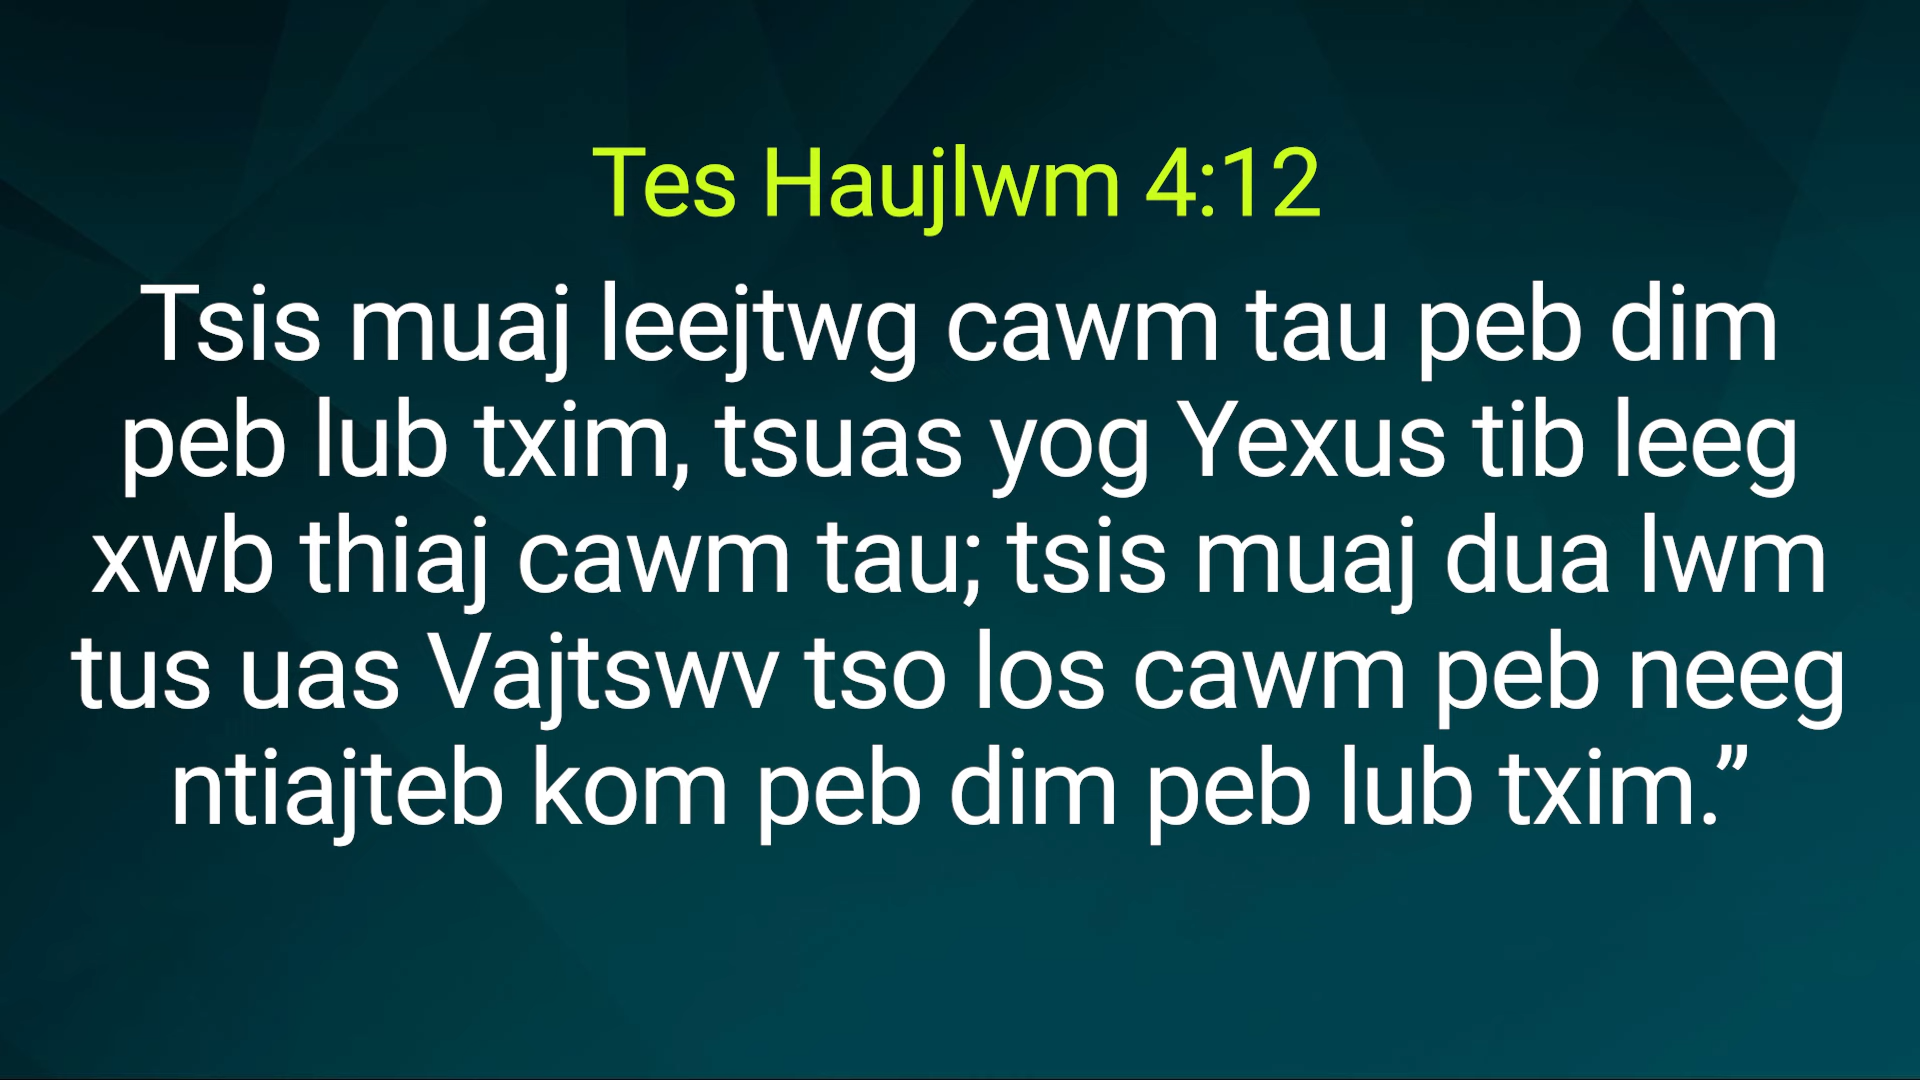 Tes Haujlwm 4:12
Tsis muaj leejtwg cawm tau peb dim
peb lub txim, tsuas yog Yexus tib leeg
xwb thiaj cawm tau; tsis muaj dua lwm
tus uas Vajtswv tso los cawm peb neeg
ntiajteb kom peb dim peb lub txim.”